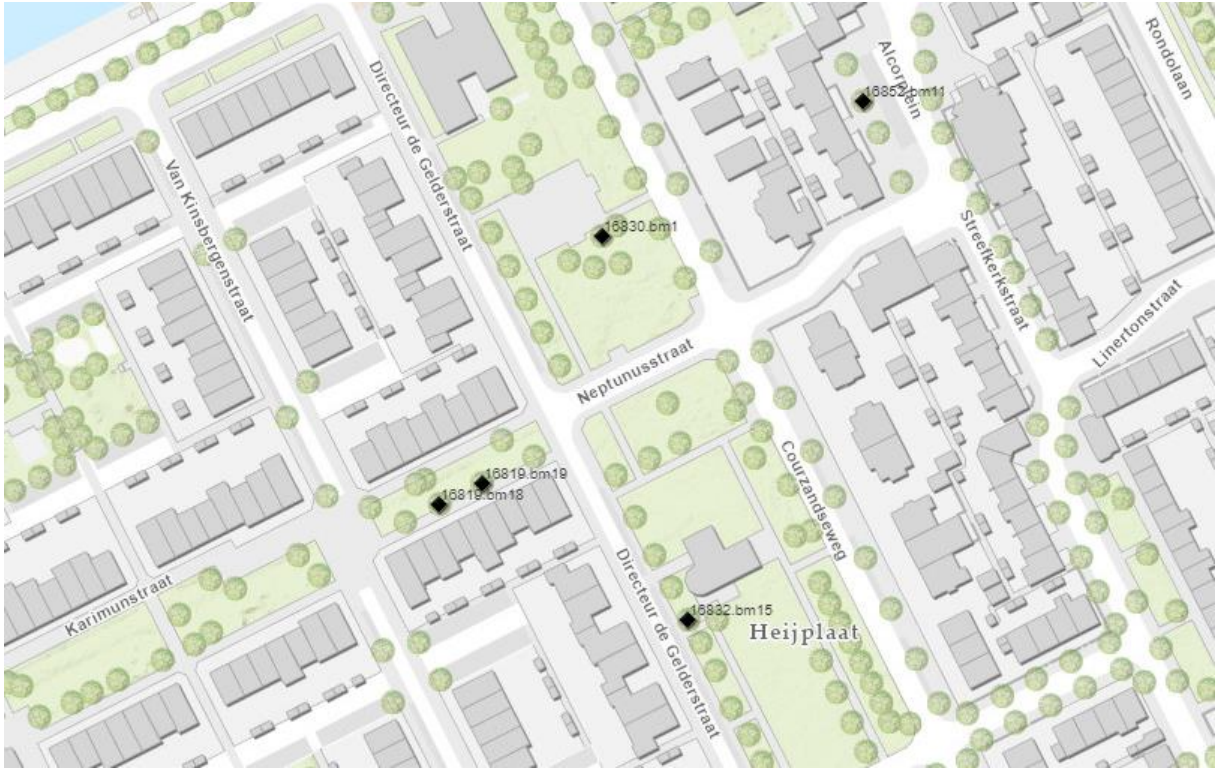 Rondolaan
Alcorplein
Directeur de Gelderstraat
16852.bm11
Van Kinsbergenstraat
16830.bm1
Streefkerkstraat
Linertonstraat
Neptunusstraat
16819.bm19
16819.bm18
Courzandseweg
Karimunstraat
Directeur de Gelderstraat
16832.bm15
Heijplaat